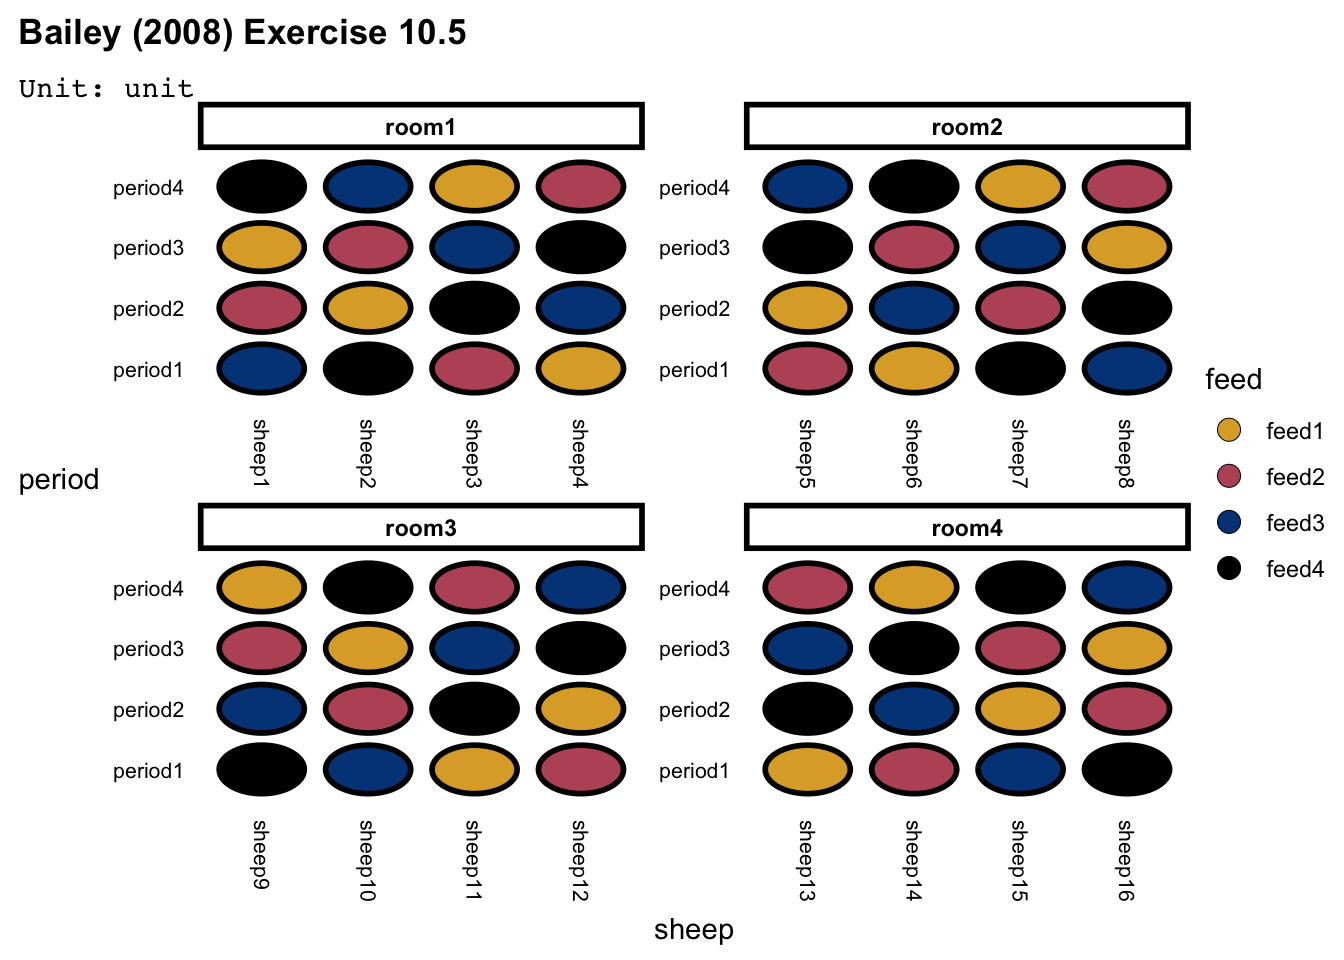 Bailey (2008) Exercise 10.5
Unit: unit
room1
room2
period4
period3
period2
period1
period4
period3
period2
period1
sheep1
sheep2
sheep3
sheep4
sheep5
sheep6
sheep7
sheep8
period
room3
room4
period4
period3
period2
period1
period4
period3
period2
period1
sheep9
sheep10
sheep11
sheep12
sheep13
sheep14
sheep15
sheep16
sheep
feed
feed1
feed2
feed3
feed4